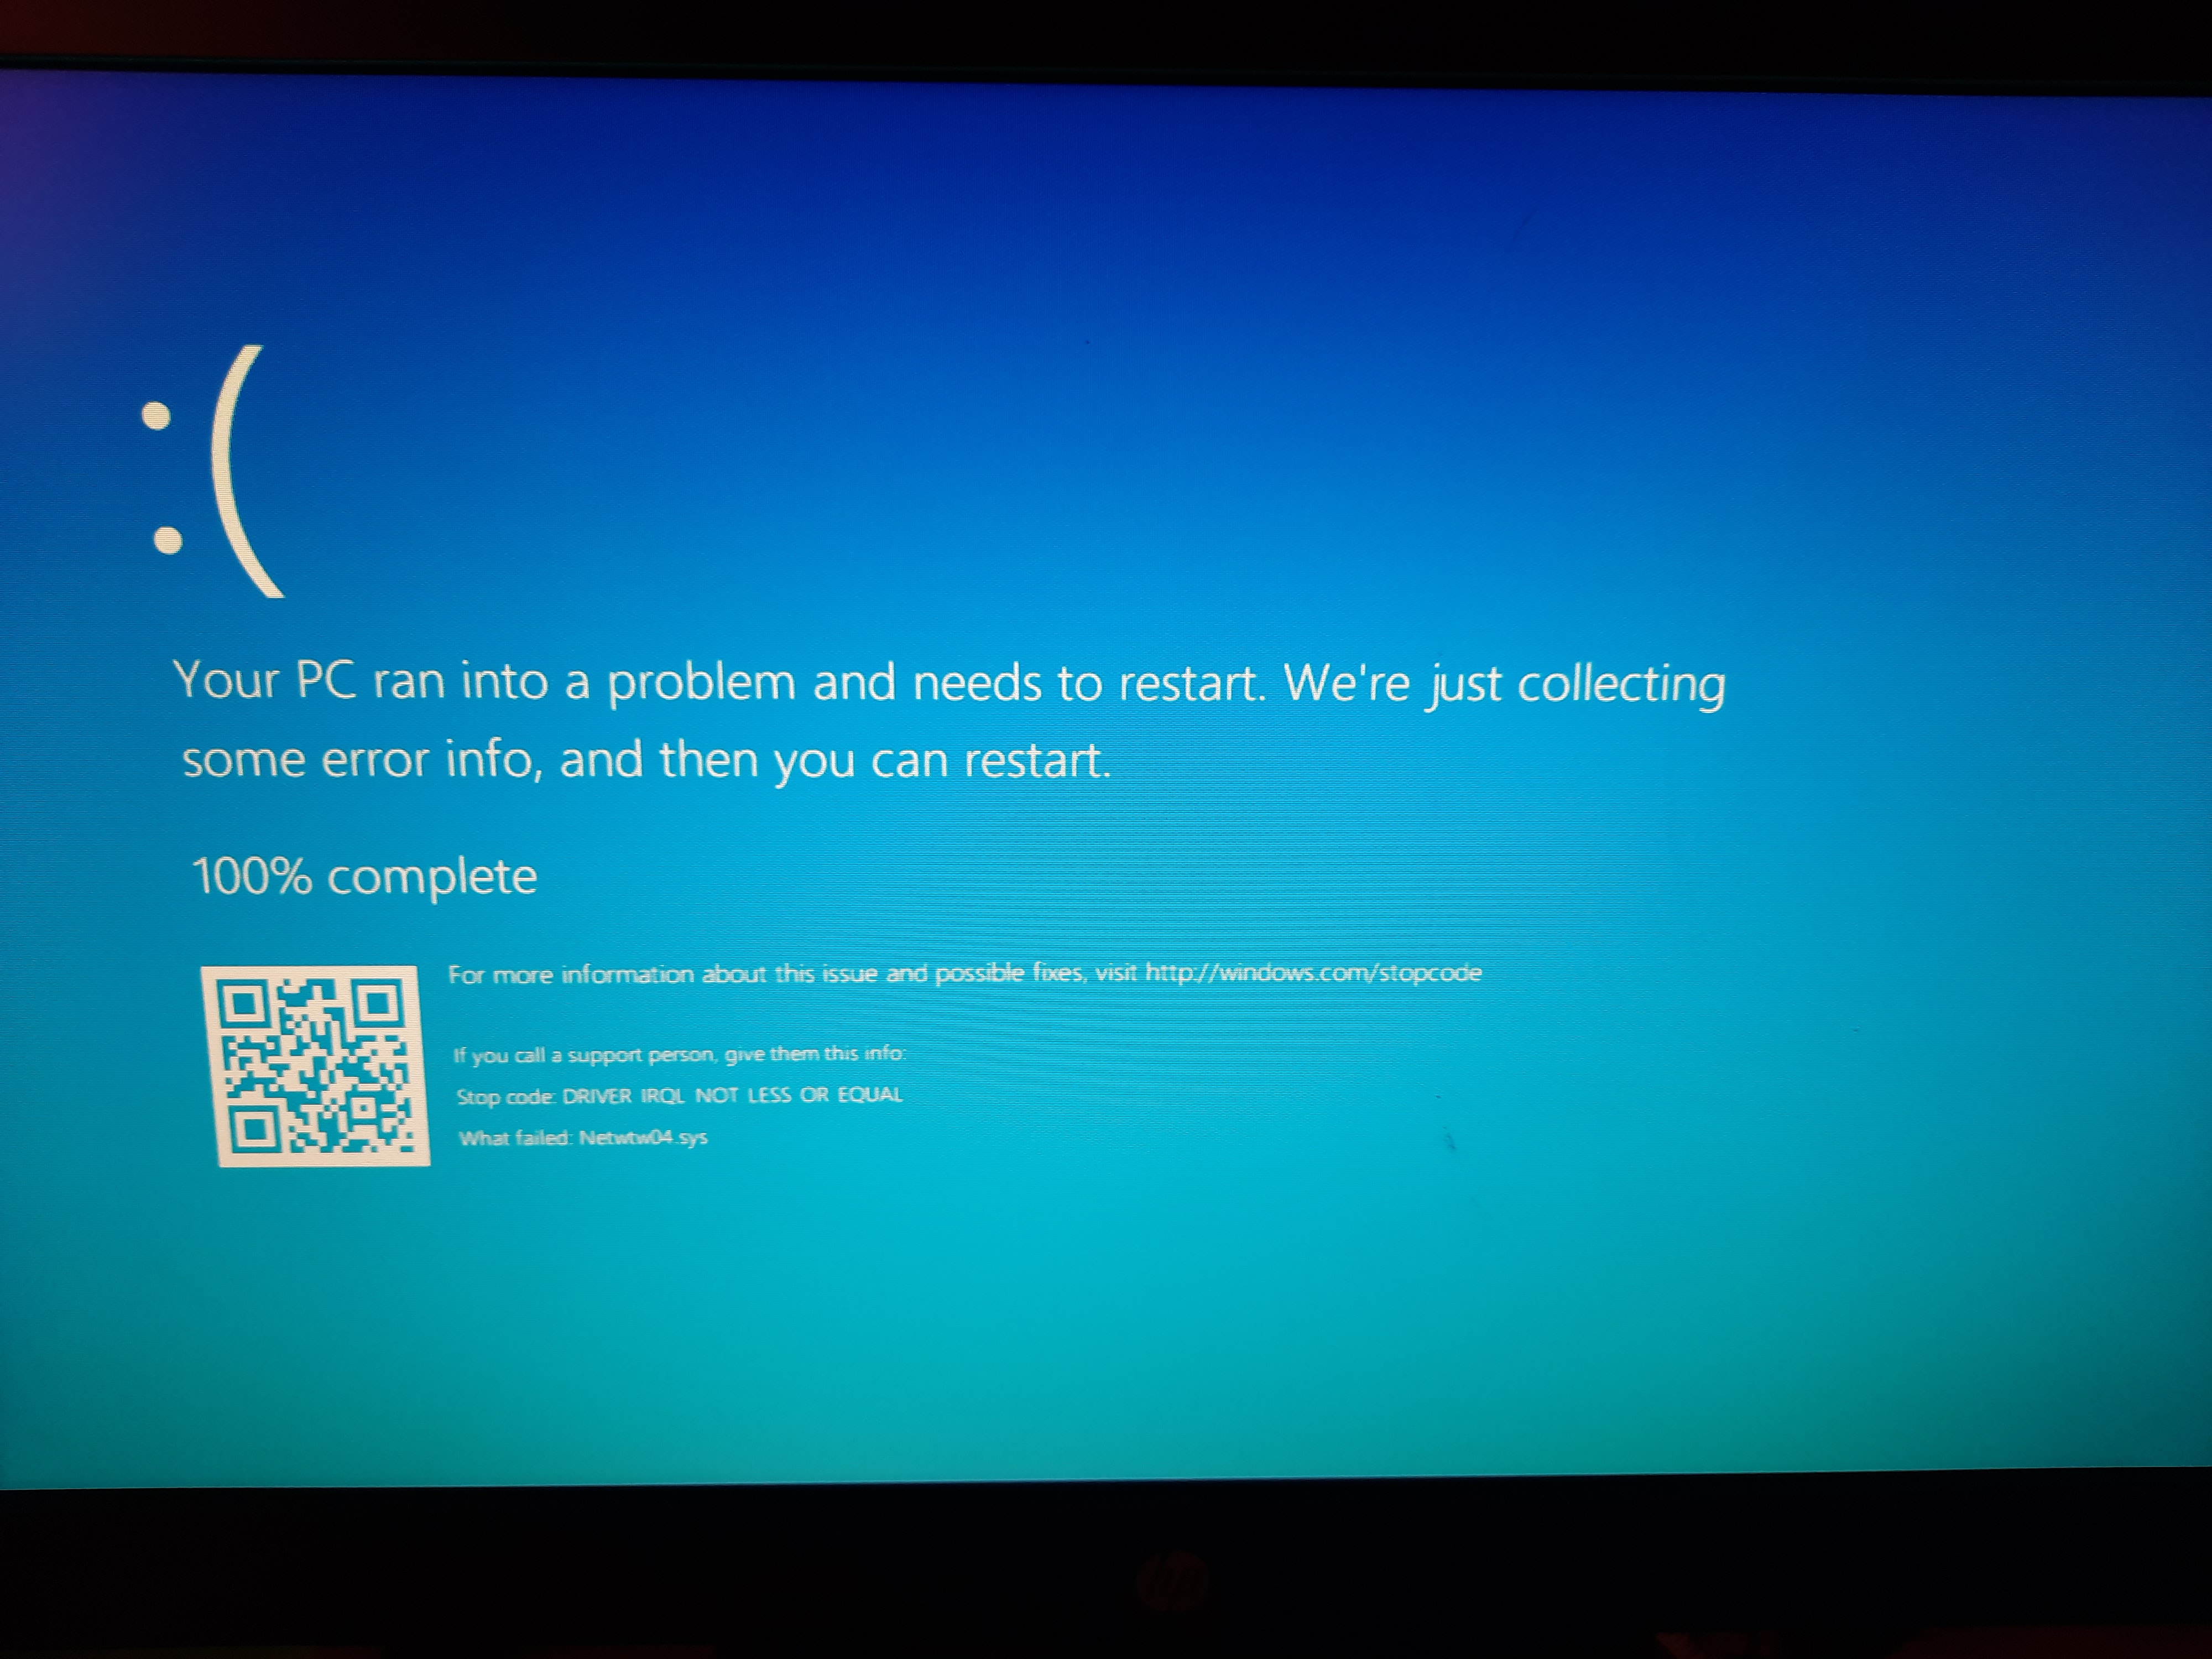 :(
Your PC ran into a problem and needs to restart. We're just collecting
some error info, and then you can restart.
100% complete
For more information about this issue and possible fixes, visit http://windows.com/stopcode
If you call a support person, give them this info:
Stop code: DRIVER IRQL NOT LESS OR EQUAL
What failed: Netwtw04.sys
hp